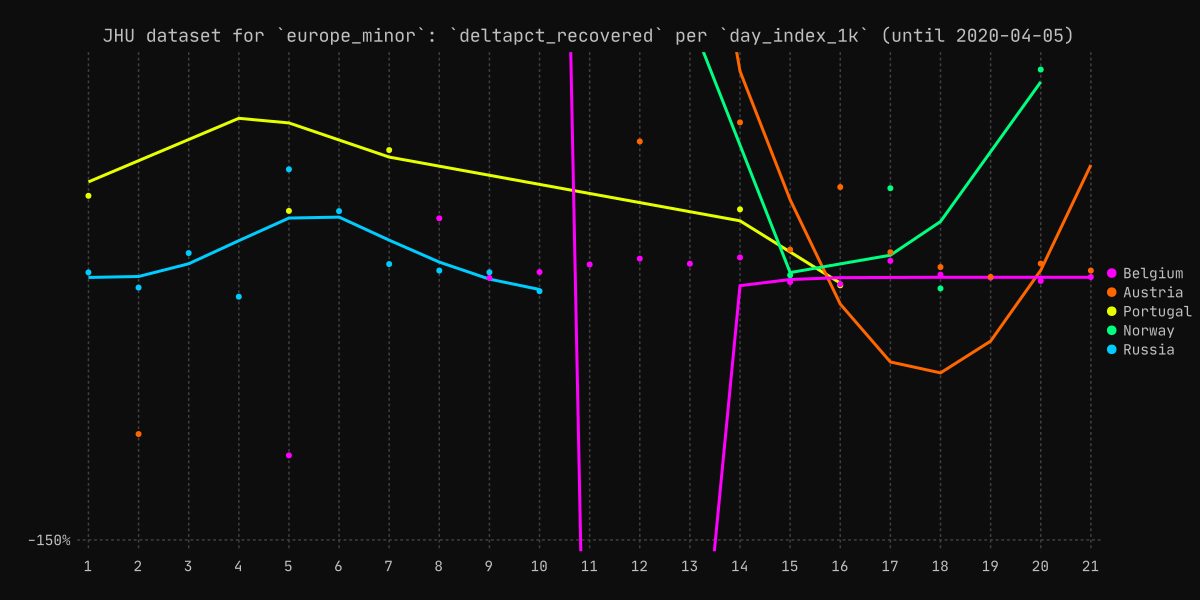 JHU dataset for `europe_minor`: `deltapct_recovered` per `day_index_1k` (until 2020-04-05)
Belgium
Austria
Portugal
Norway
Russia
-150%
1 2 3 4 5 6 7 8 9 10 11 12 13 14 15 16 17 18 19 20 21